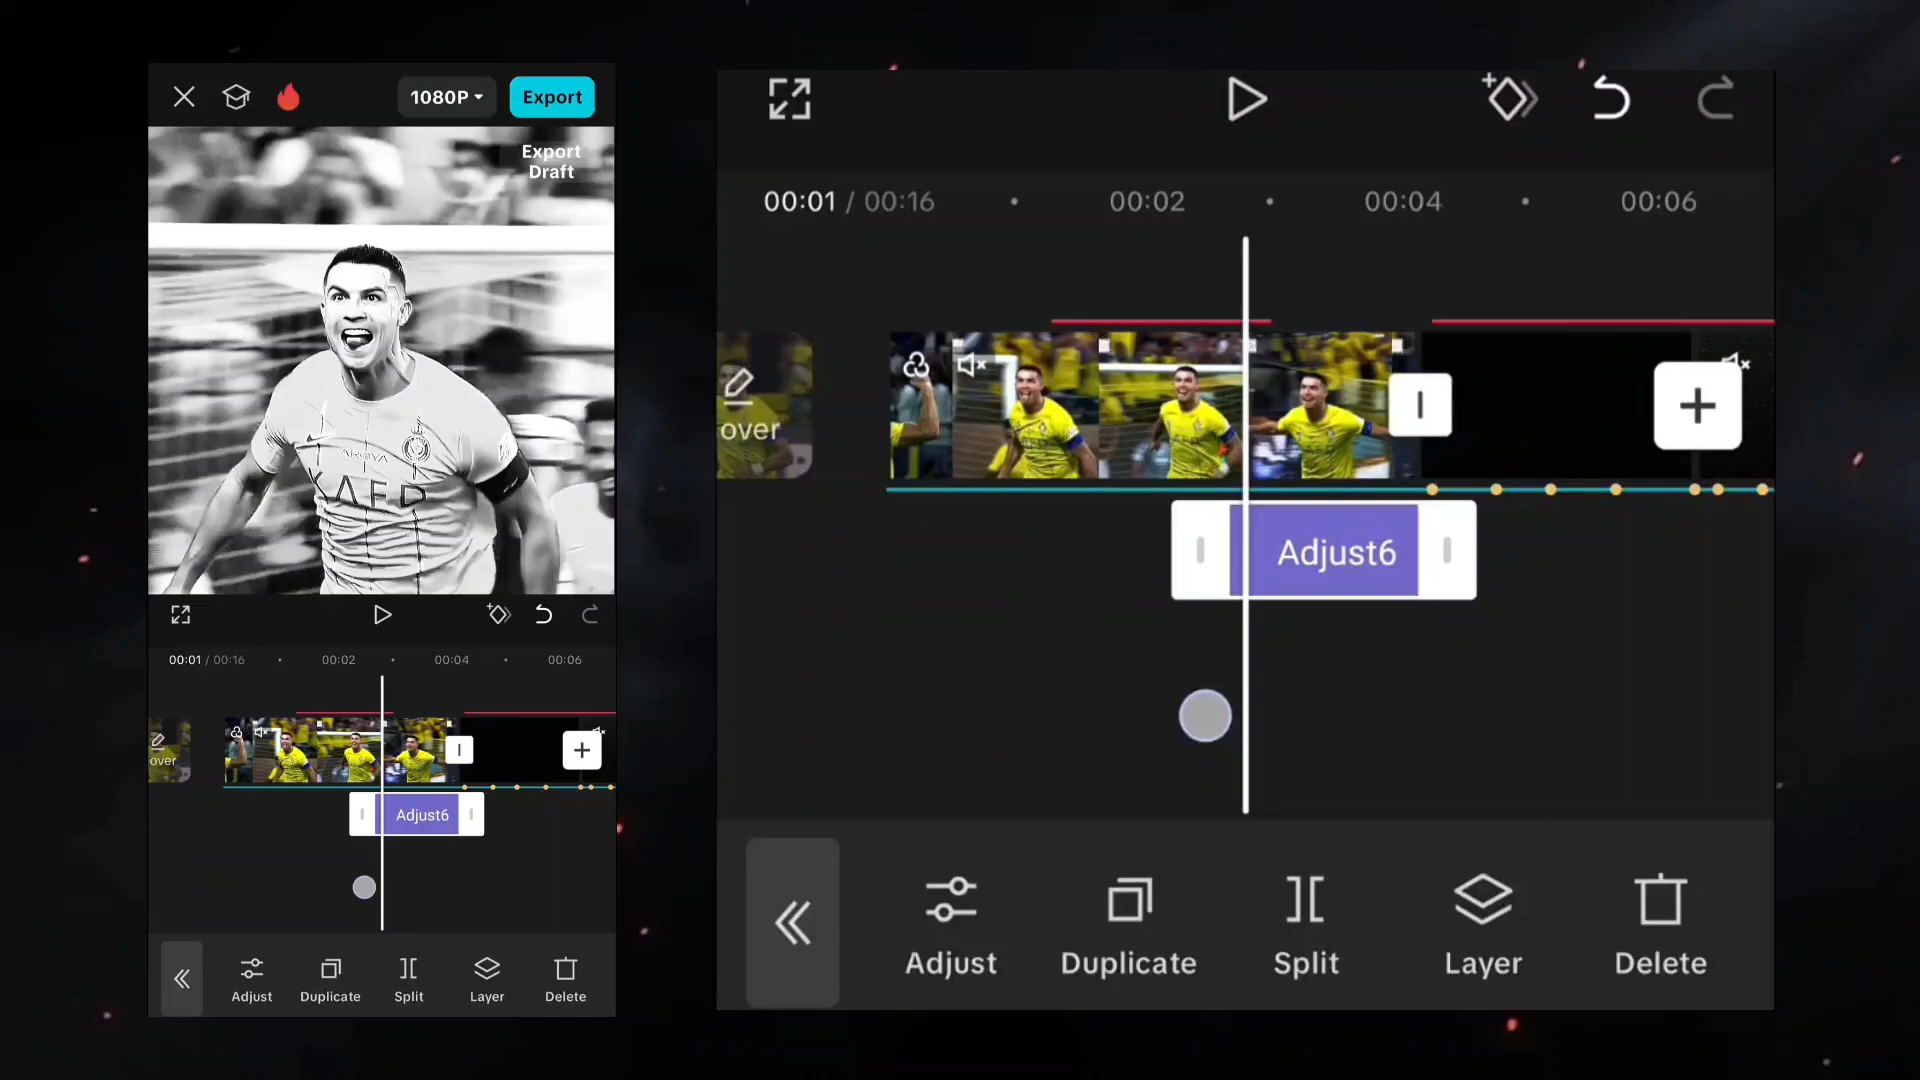 1080P
Export
Export
Draft
KAFD
00:01 / 00:16
00:02
00:04
00:06
over
Adjust6
Adjust
Duplicate
Split
Layer
Delete
00:01 / 00:16
00:02
00:04
00:06
over
Adjust6
Adjust
Duplicate
Split
Layer
Delete